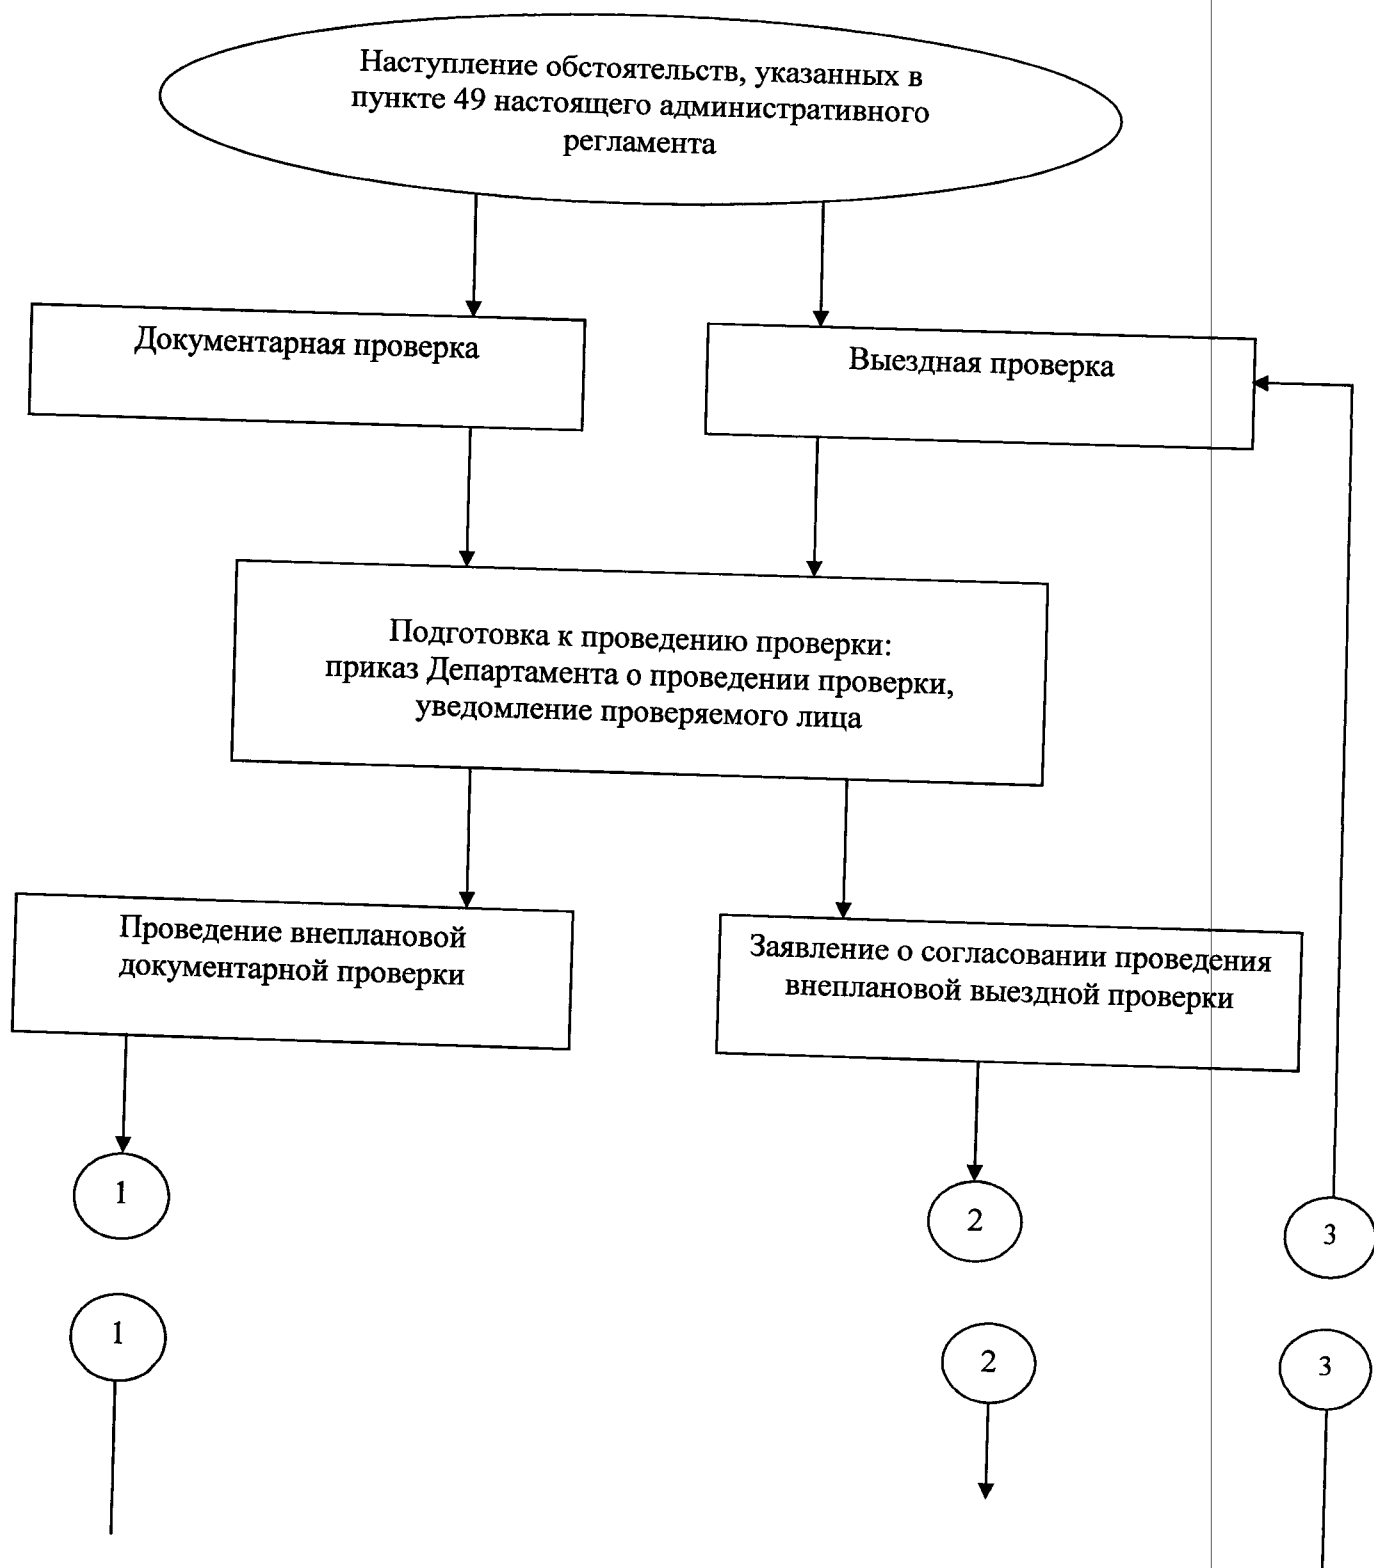 Наступление обстоятельств, указанных в
пункте 49 настоящего административного
регламента
Документарная проверка
Выездная проверка
Подготовка к проведению проверки:
приказ Департамента о проведении проверки,
уведомление проверяемого лица
Проведение внеплановой
документарной проверки
Заявление о согласовании проведения
внеплановой выездной проверки
1
2
3
1
2
3